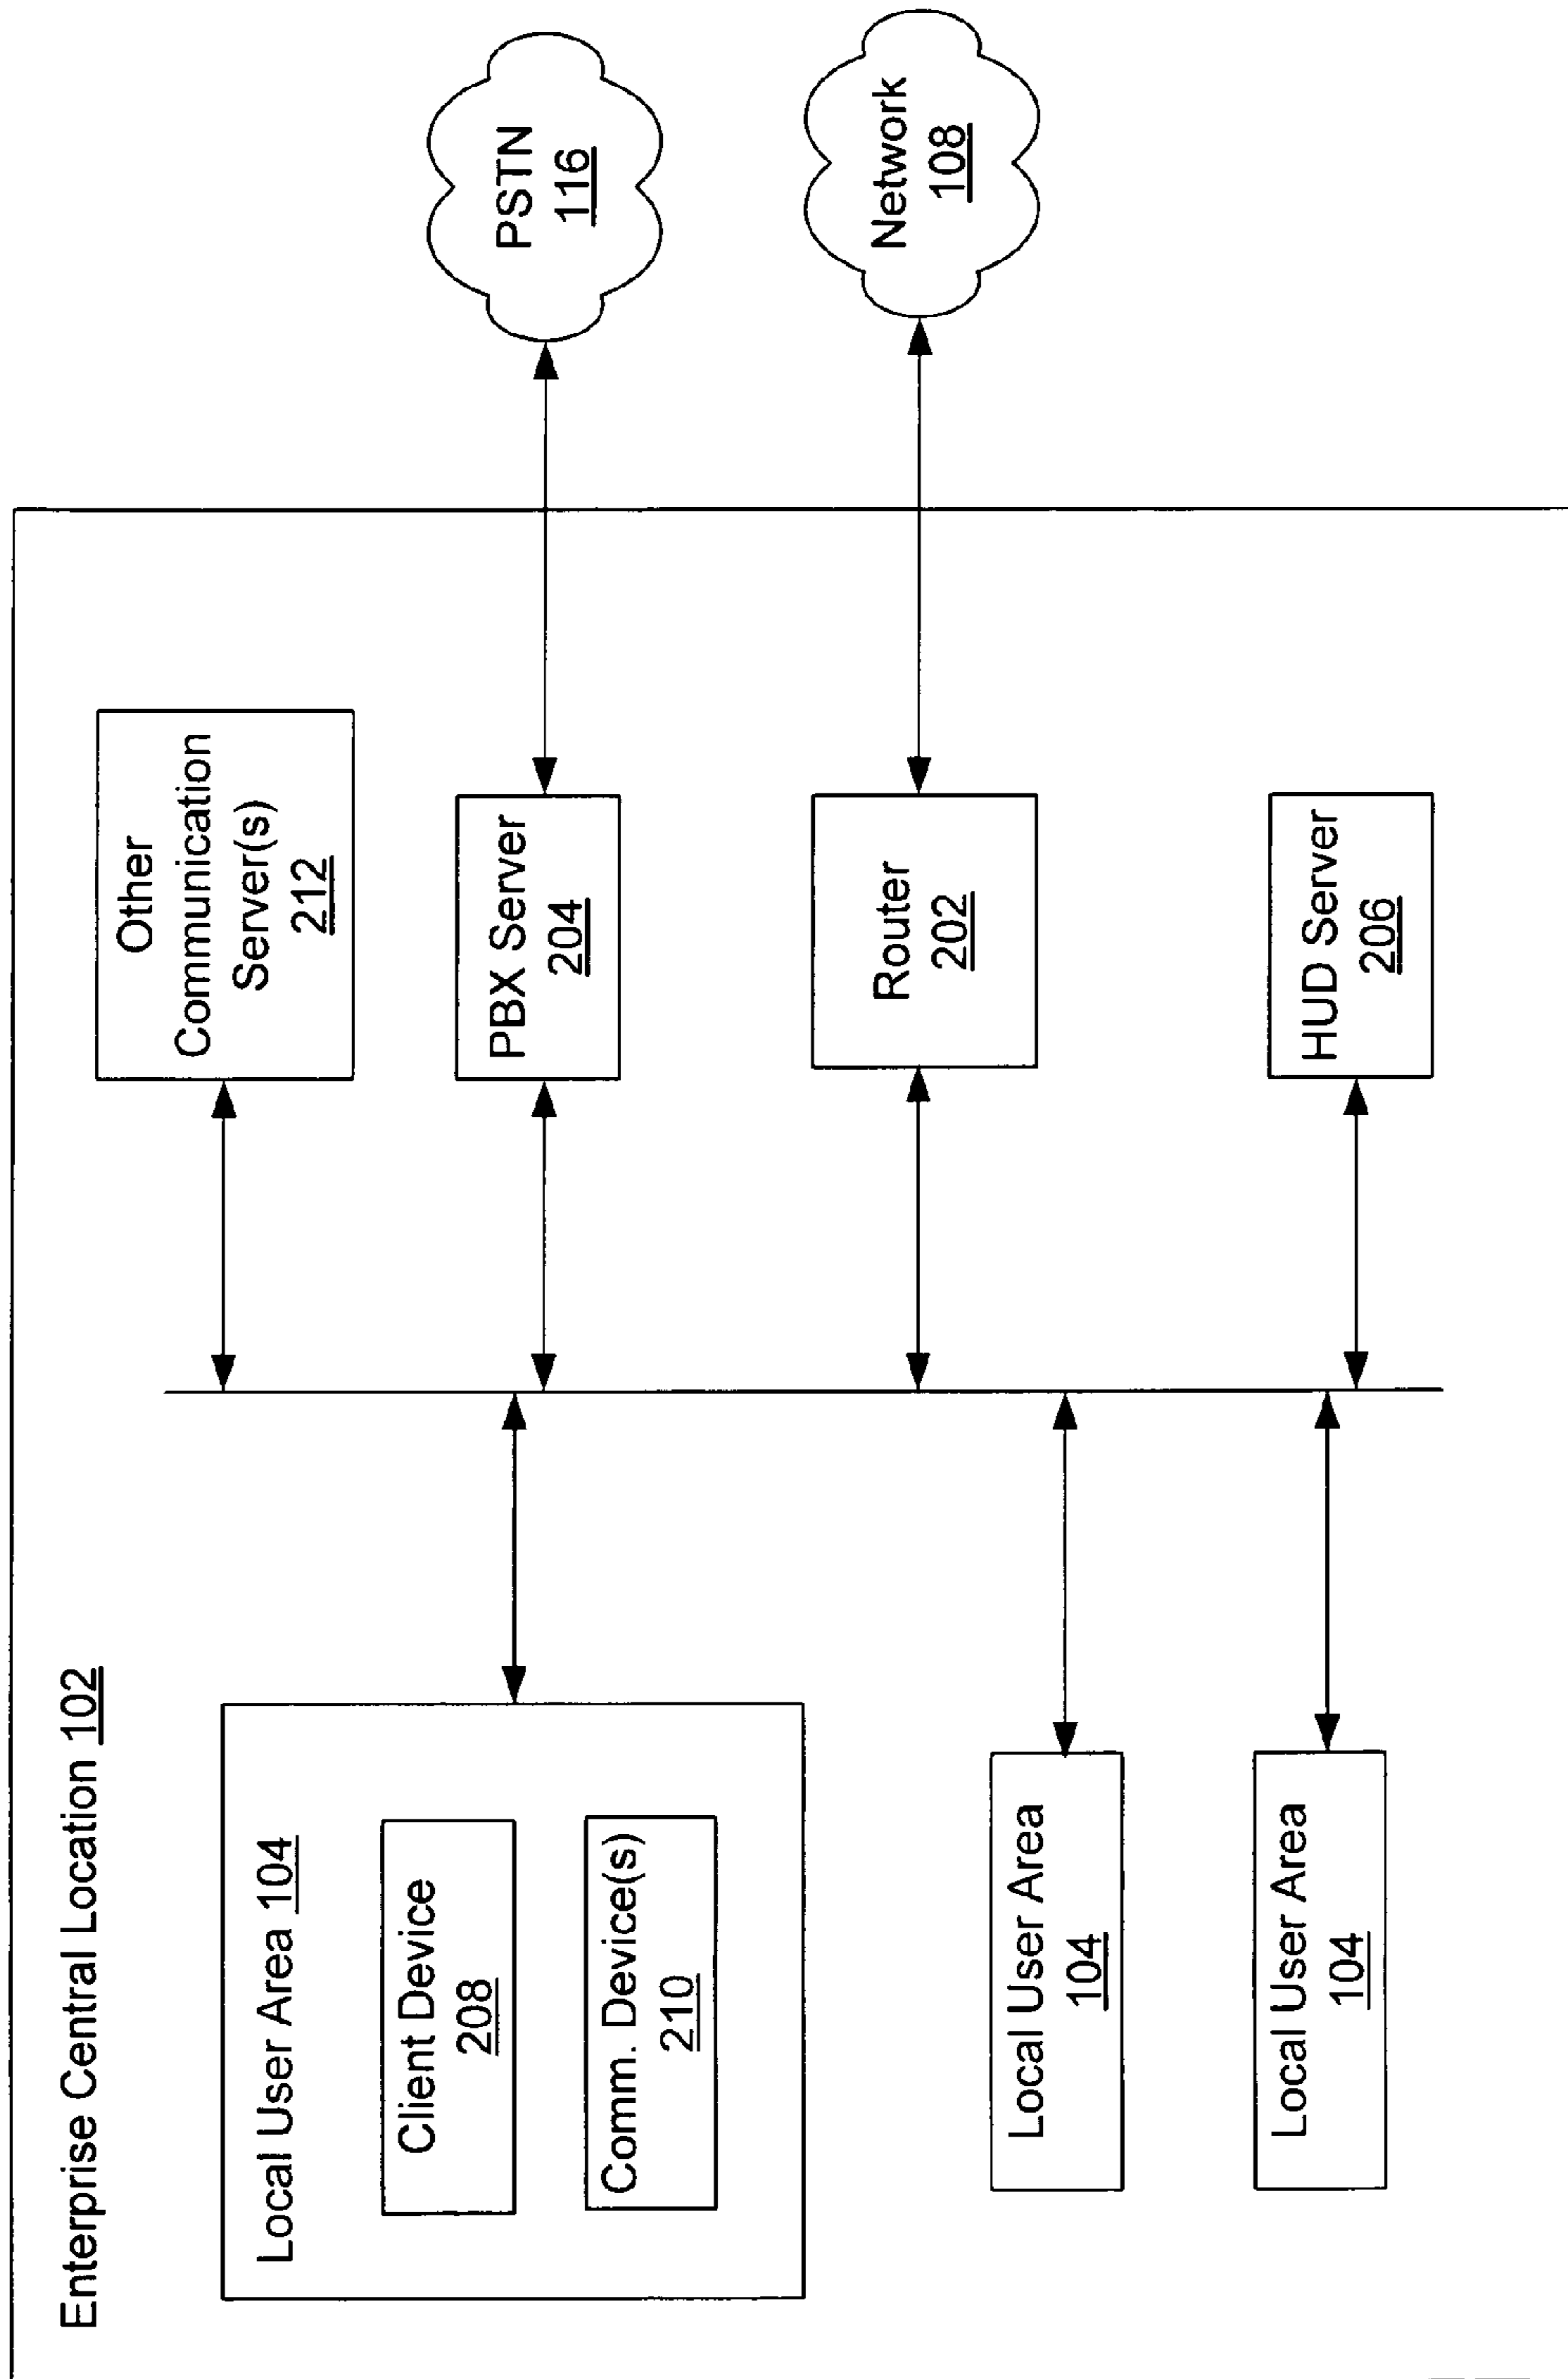 Enterprise Central Location 102
Local User Area 104
Client Device
208
Comm. Device(s)
210
Local User Area
104
Local User Area
104
Other
Communication
Server(s)
212
PBX Server
204
Router
202
HUD Server
206
PSTN
116
Network
108